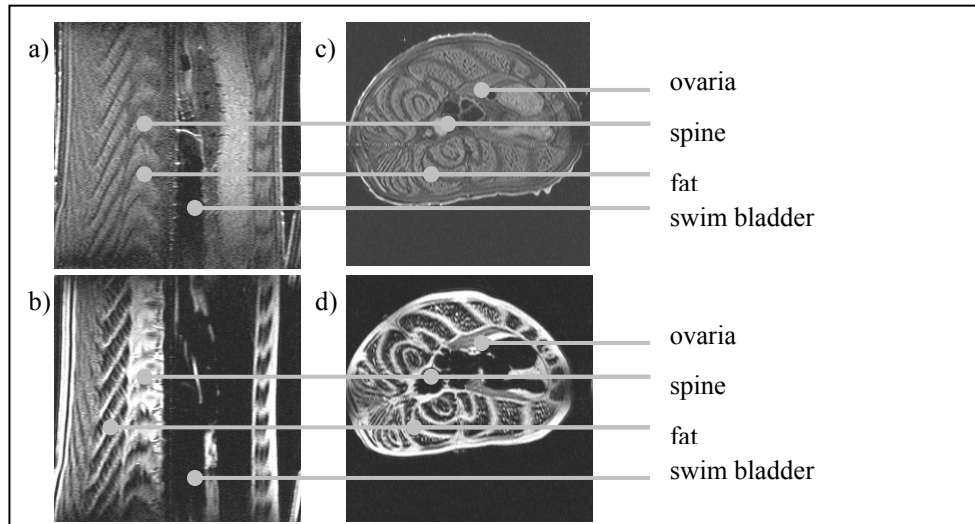 a)
c)
ovaria
spine
fat
swim bladder
b)
d)
ovaria
spine
fat
swim bladder